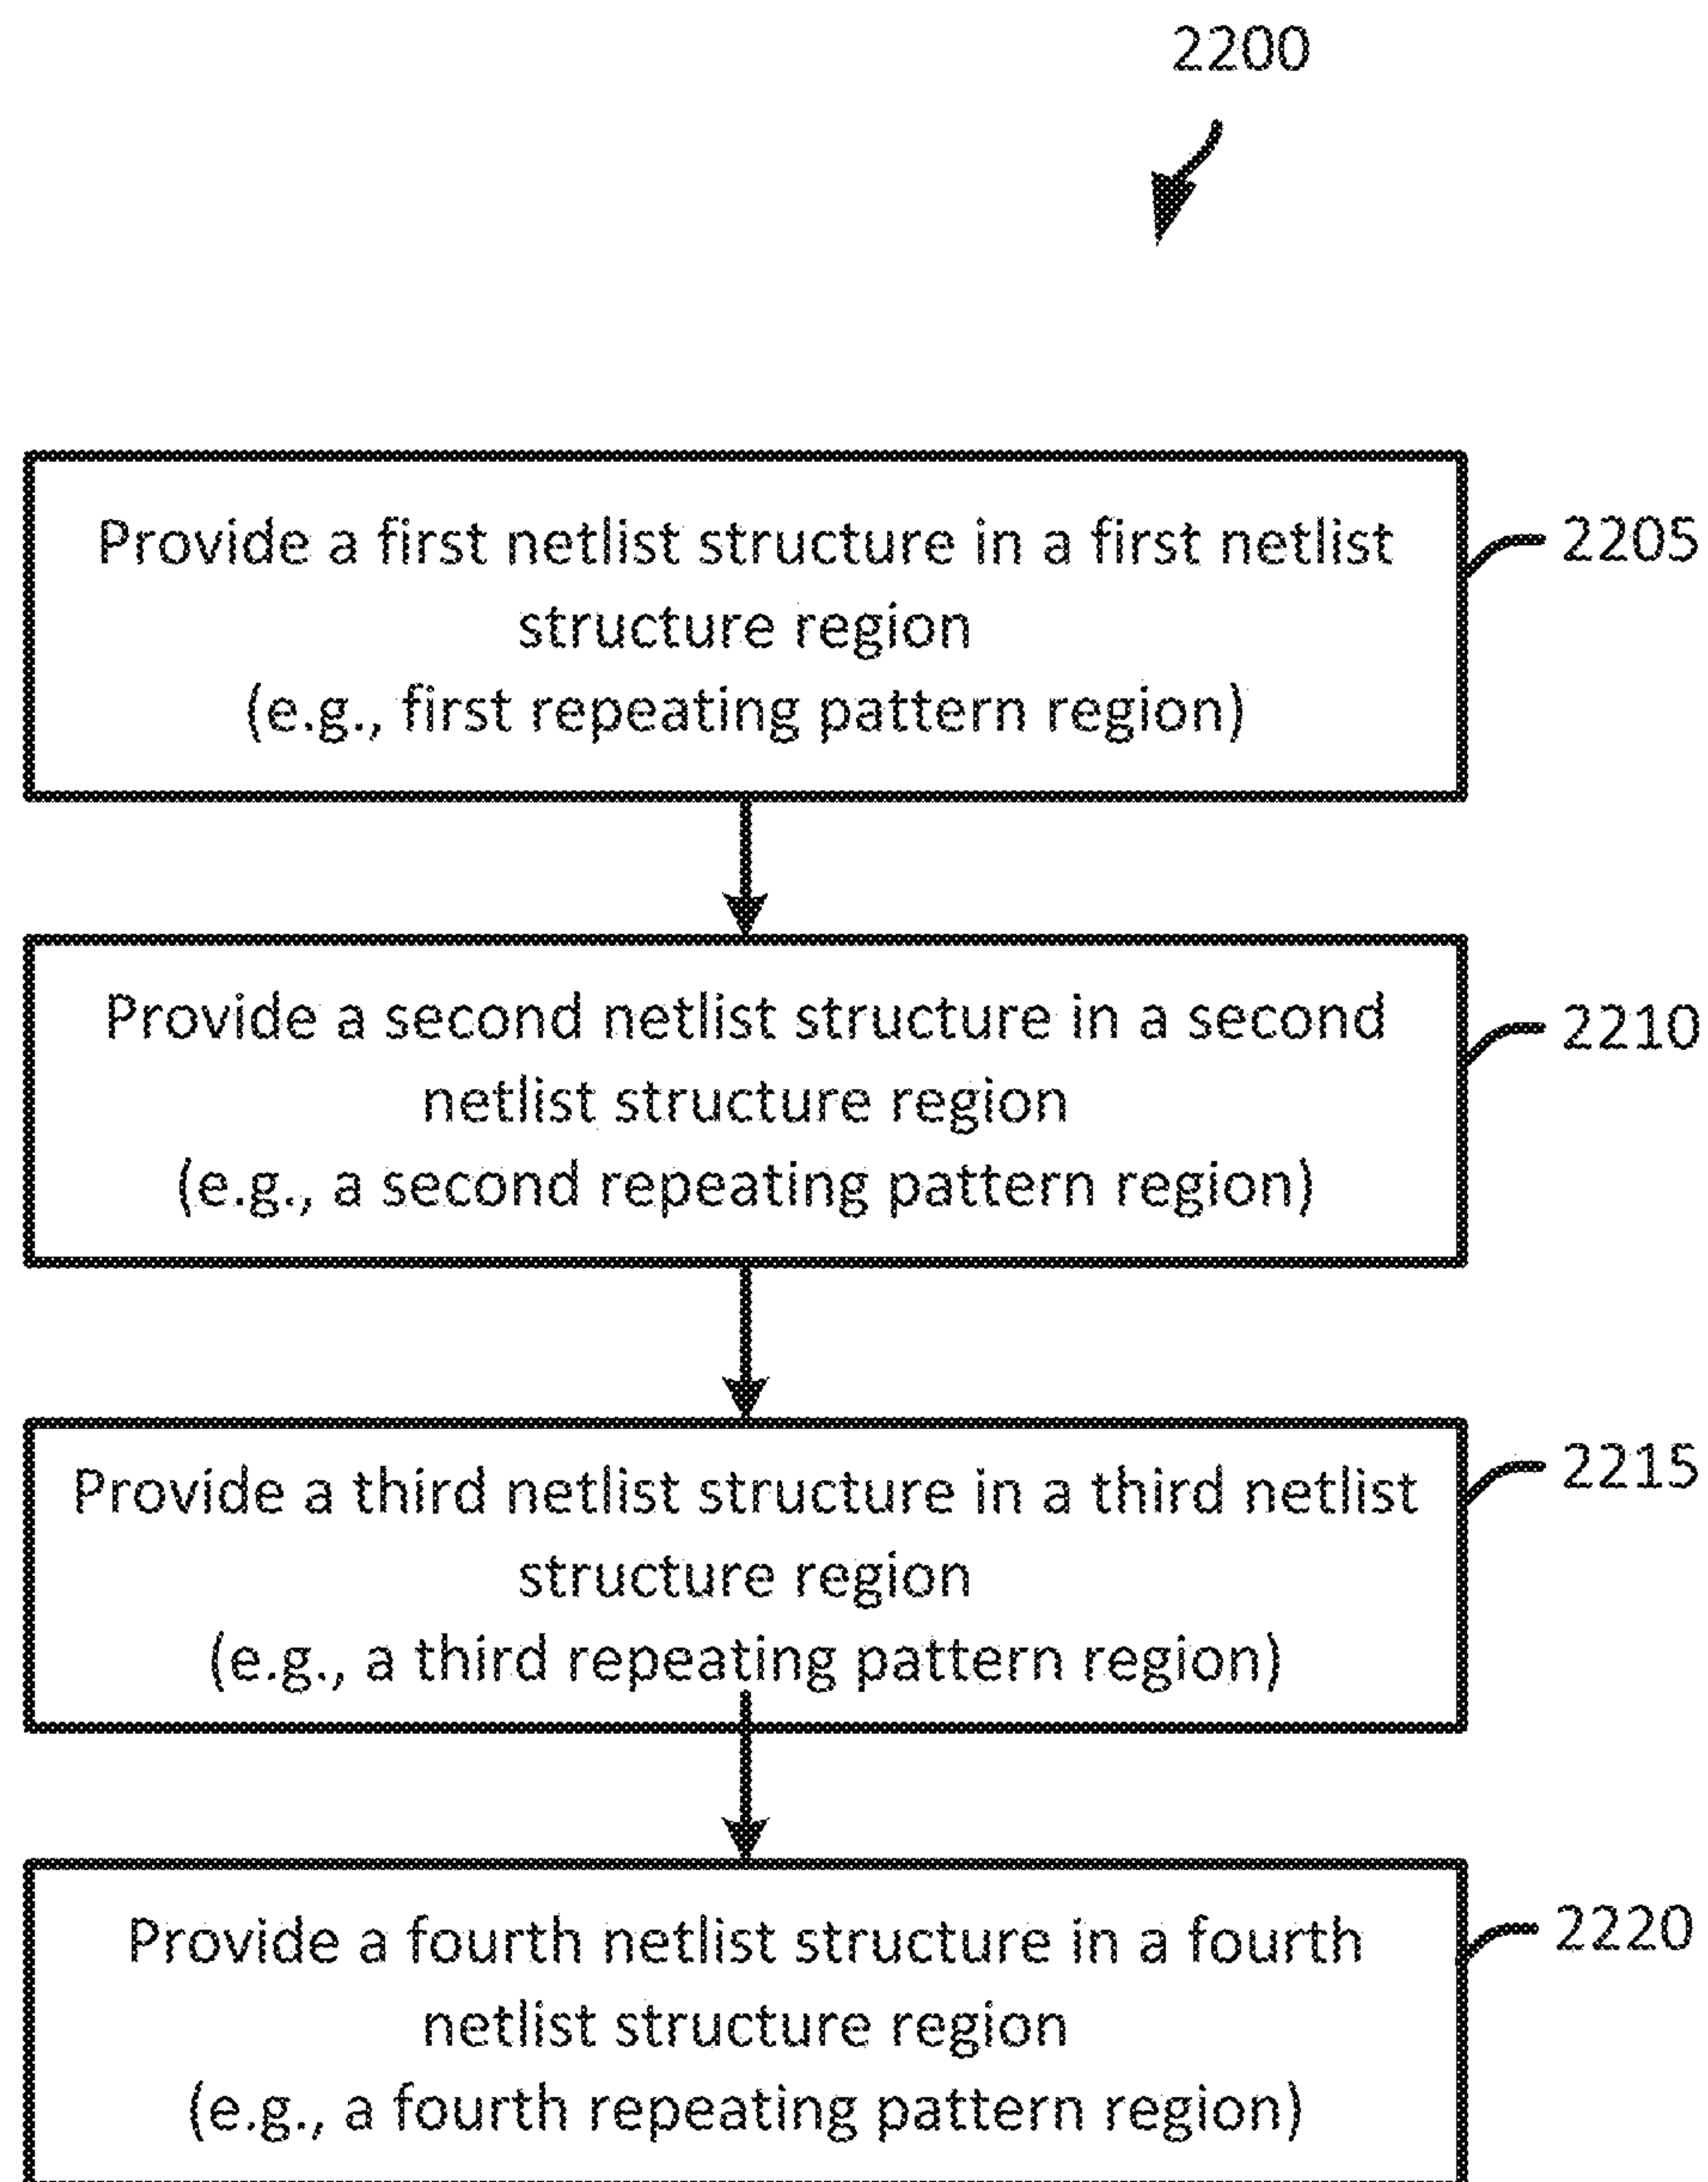 2200
Provide a first netlist structure in a first netlist
structure region
(e.g., first repeating pattern region)
2205
Provide a second netlist structure in a second
netlist structure region
(e.g., a second repeating pattern region)
2210
Provide a third netlist structure in a third netlist
structure region
(e.g., a third repeating pattern region)
2215
Provide a fourth netlist structure in a fourth
netlist structure region
(e.g., a fourth repeating pattern region)
2220